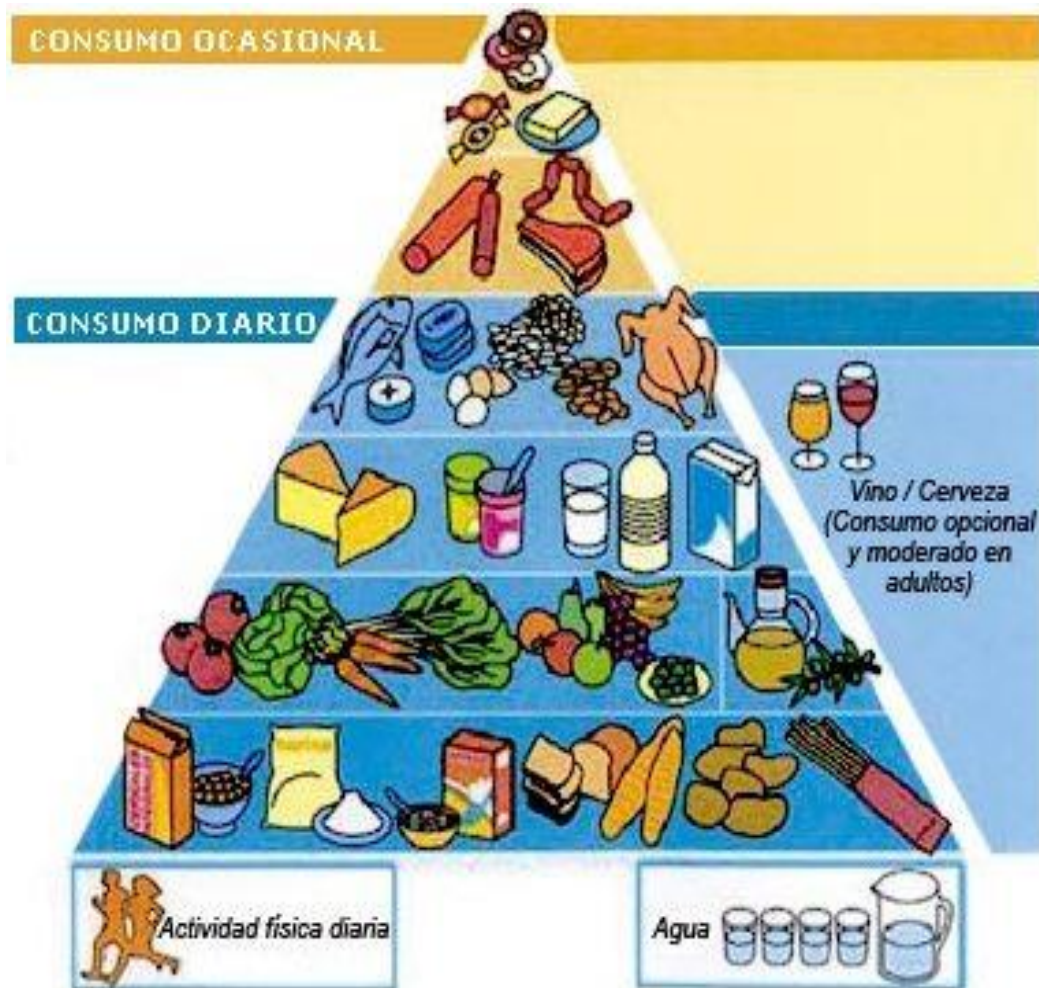 CONSUMO OCASIONAL
CONSUMO DIARIO
Vino / Cerveza
(Consumo opcional
y moderado en
adultos)
Actividad física diaria
Agua